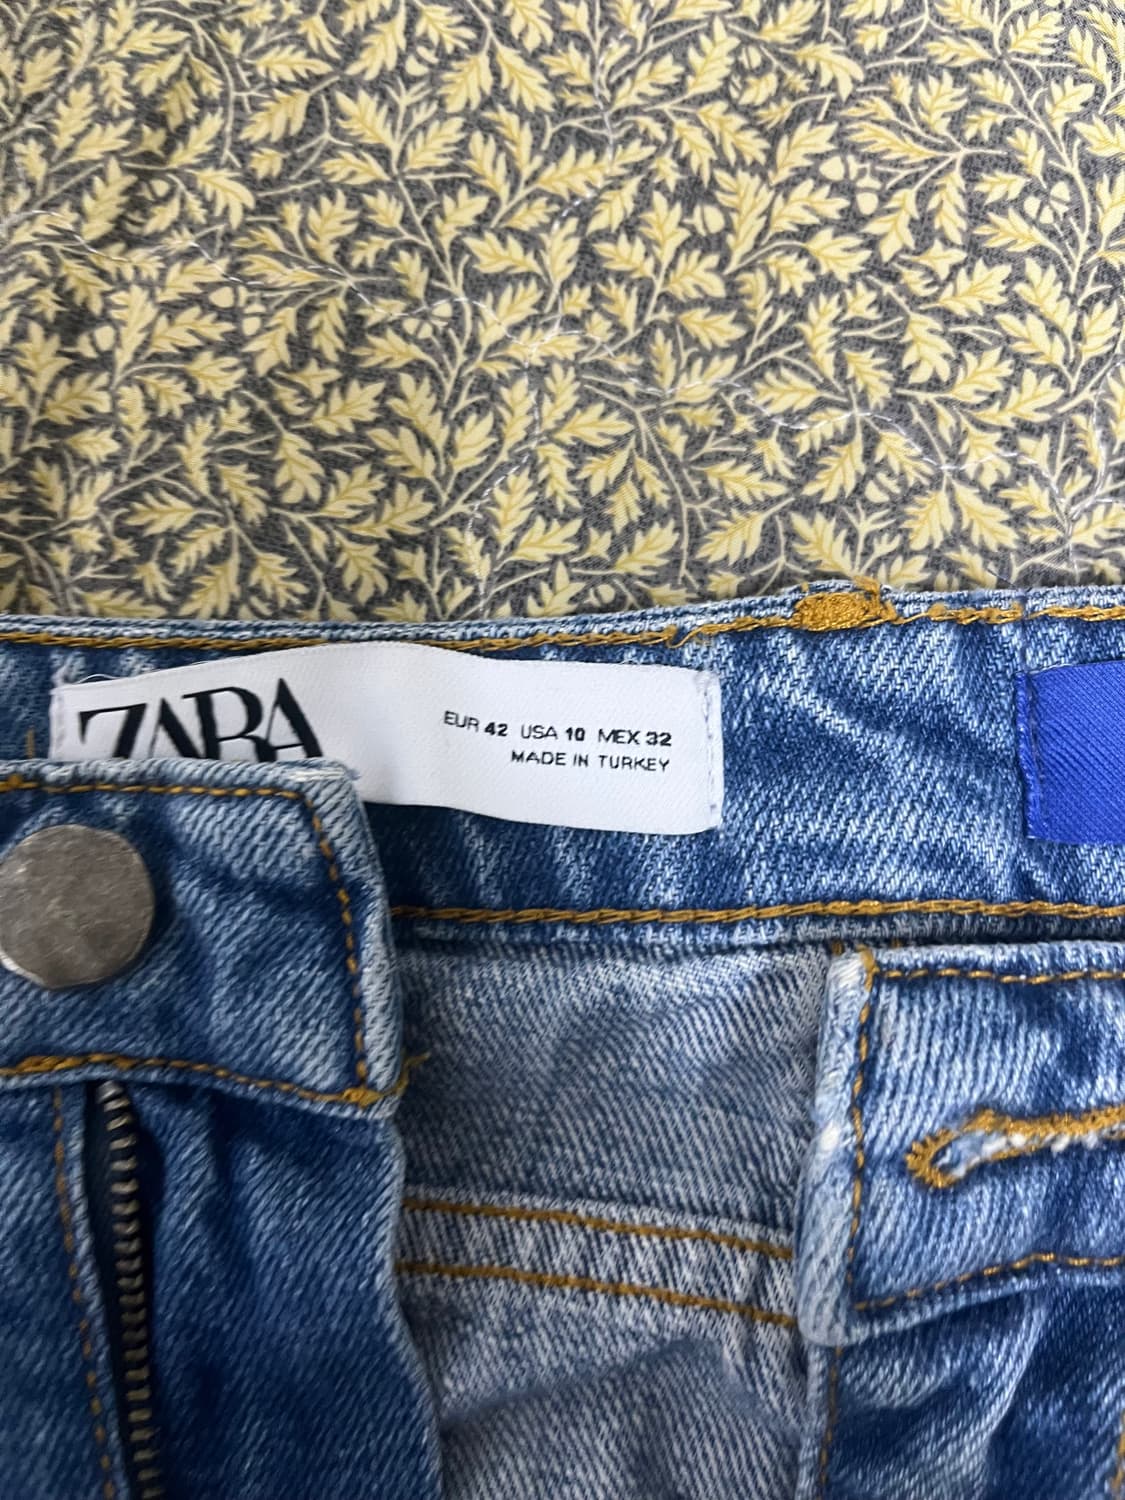 ZARA
EUR 42 USA 10 MEX 32
MADE IN TURKEY